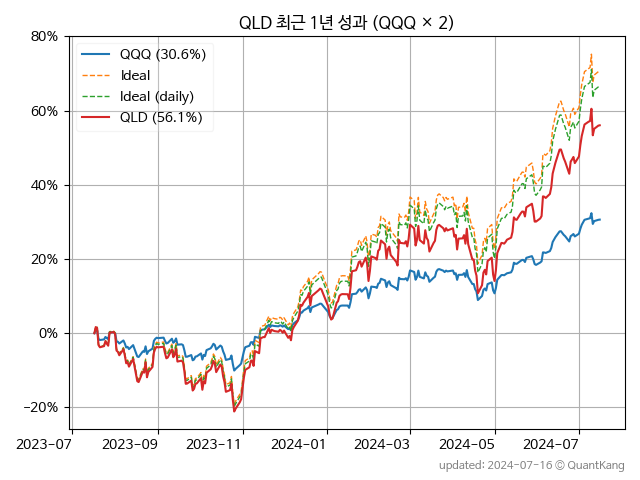 QLD 최근 1년 성과 (QQQ × 2)
80%
60%
40%
20%
0%
−20%
QQQ (30.6%)
Ideal
Ideal (daily)
QLD (56.1%)
2023-07 2023-09 2023-11 2024-01 2024-03 2024-05 2024-07
updated: 2024-07-16 © QuantKang